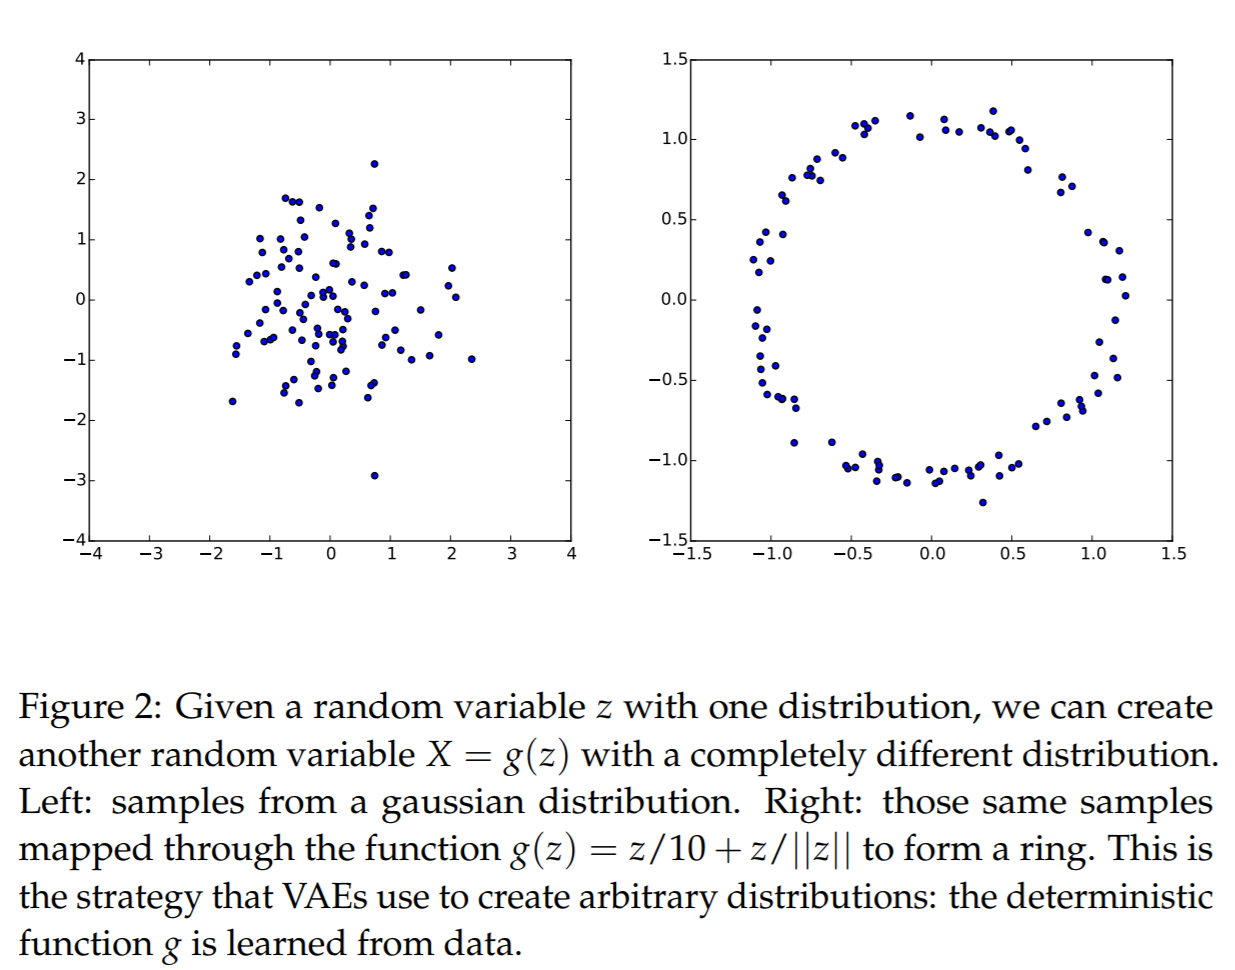 4
3
2
1
0
−1
−2
−3
−4
−4 −3 −2 −1 0 1 2 3 4
1.5
1.0
0.5
0.0
−0.5
−1.0
−1.5
−1.5 −1.0 −0.5 0.0 0.5 1.0 1.5
Figure 2: Given a random variable z with one distribution, we can create
another random variable X = g(z) with a completely different distribution.
Left: samples from a gaussian distribution. Right: those same samples
mapped through the function g(z) = z/10 + z/||z|| to form a ring. This is
the strategy that VAEs use to create arbitrary distributions: the deterministic
function g is learned from data.